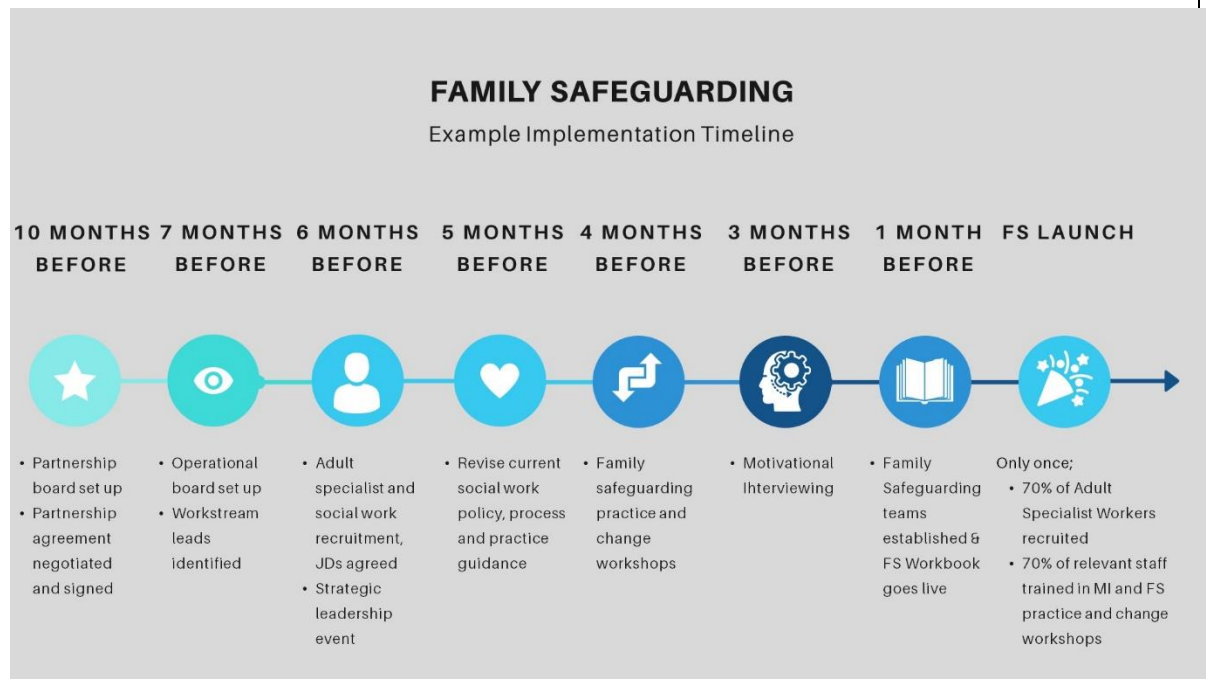 FAMILY SAFEGUARDING
Example Implementation Timeline
10 MONTHS
BEFORE
7 MONTHS
BEFORE
6 MONTHS
BEFORE
5 MONTHS
BEFORE
4 MONTHS
BEFORE
3 MONTHS
BEFORE
1 MONTH
BEFORE
FS LAUNCH
• Partnership
board set up
• Partnership
agreement
negotiated
and signed
• Operational
board set up
• Workstream
leads
identified
• Adult
specialist and
social work
recruitment,
JDs agreed
• Strategic
leadership
event
• Revise current
social work
policy, process
and practice
guidance
• Family
safeguarding
practice and
change
workshops
• Motivational
Ihterviewing
• Family
Safeguarding
teams
established &
FS Workbook
goes live
Only once;
• 70% of Adult
Specialist Workers
recruited
• 70% of relevant staff
trained in MI and FS
practice and change
workshops